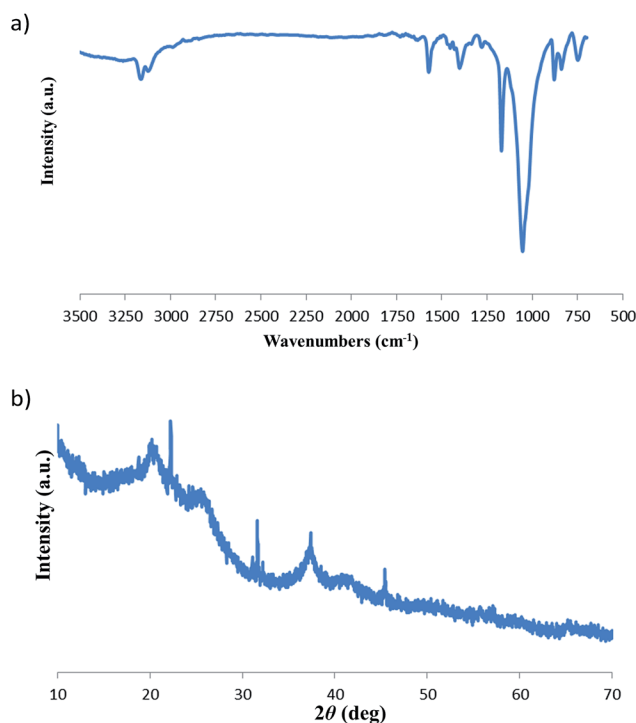 a)
Intensity (a.u.)
3500 3250 3000 2750 2500 2250 2000 1750 1500 1250 1000 750 500
Wavenumbers (cm⁻¹)
b)
Intensity (a.u.)
10 20 30 40 50 60 70
2θ (deg)